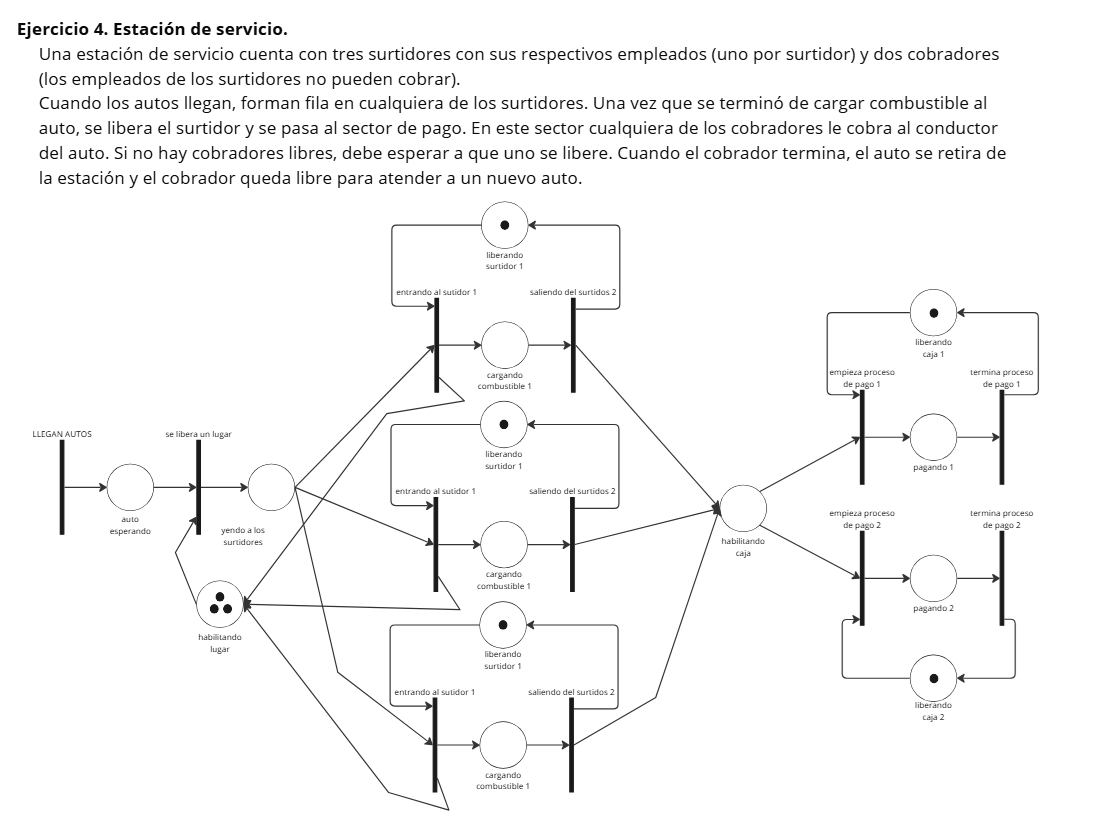 Ejercicio 4. Estación de servicio.
Una estación de servicio cuenta con tres surtidores con sus respectivos empleados (uno por surtidor) y dos cobradores
(los empleados de los surtidores no pueden cobrar).
Cuando los autos llegan, forman fila en cualquiera de los surtidores. Una vez que se terminó de cargar combustible al
auto, se libera el surtidor y se pasa al sector de pago. En este sector cualquiera de los cobradores le cobra al conductor
del auto. Si no hay cobradores libres, debe esperar a que uno se libere. Cuando el cobrador termina, el auto se retira de
la estación y el cobrador queda libre para atender a un nuevo auto.
LLEGAN AUTOS
auto
esperando
se libera un lugar
yendo a los
surtidores
habilitando
lugar
liberando
surtidor 1
entrando al sutidor 1
saliendo del surtidos 2
cargando
combustible 1
liberando
surtidor 1
entrando al sutidor 1
saliendo del surtidos 2
cargando
combustible 1
liberando
surtidor 1
entrando al sutidor 1
saliendo del surtidos 2
cargando
combustible 1
habilitando
caja
liberando
caja 1
empieza proceso
de pago 1
termina proceso
de pago 1
pagando 1
empieza proceso
de pago 2
termina proceso
de pago 2
pagando 2
liberando
caja 2